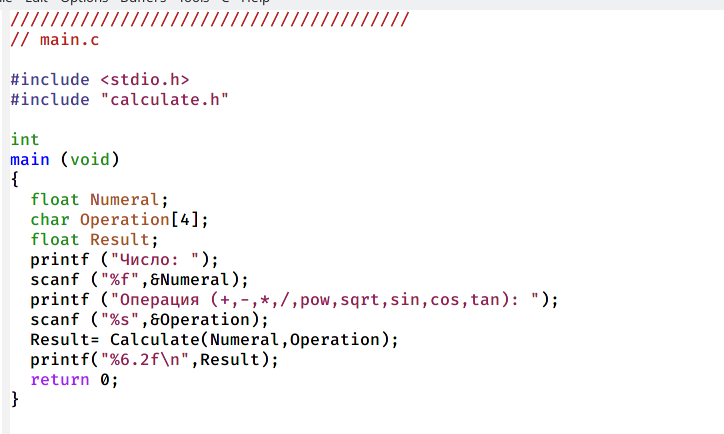 Edit Options Buffers Tools C Help
////////////////////////////////////////
// main.c
#include <stdio.h>
#include "calculate.h"
int
main (void)
{
float Numeral;
char Operation[4];
float Result;
printf ("Число: ");
scanf ("%f",&Numeral);
printf ("Операция (+,-,*,/,pow,sqrt,sin,cos,tan): ");
scanf ("%s",&Operation);
Result= Calculate(Numeral,Operation);
printf("%6.2f\n",Result);
return 0;
}